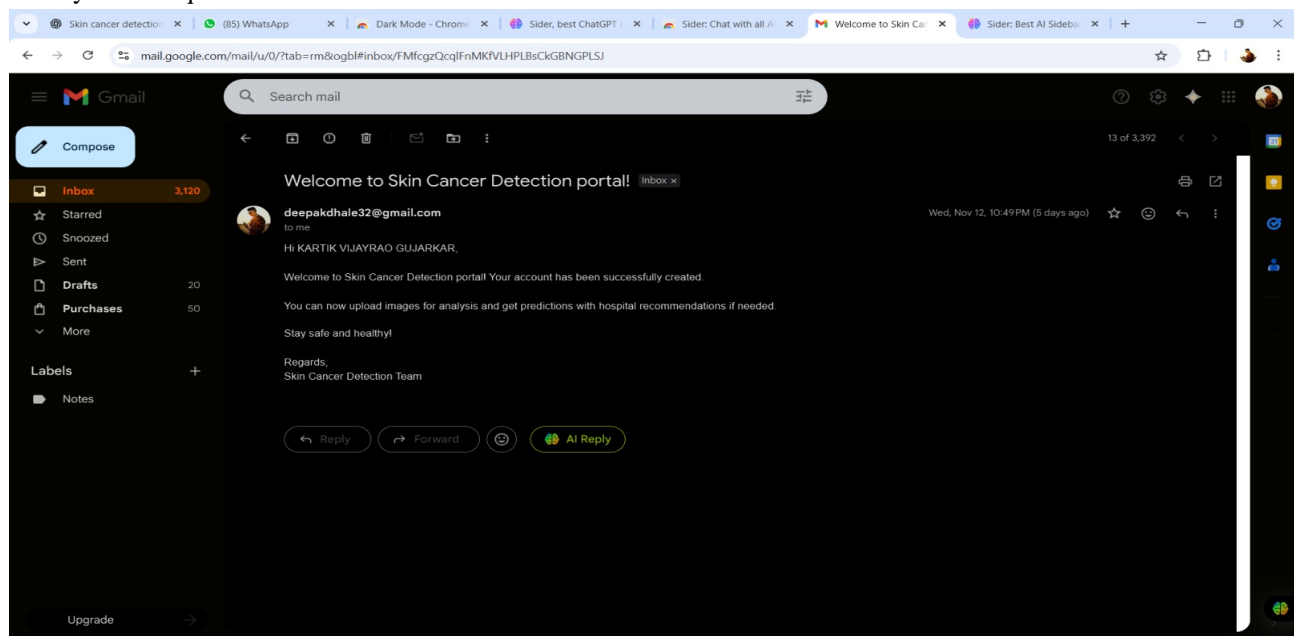 Skin cancer detection
(85) WhatsApp
Dark Mode - Chrome
Sider, best ChatGPT
Sider: Chat with all A
Welcome to Skin Car
Sider: Best AI Sideba
mail.google.com/mail/u/0/?tab=rm&ogbl#inbox/FMfcgzQcqlFnMKfVLHPLBsCkGBNGPLSJ
Gmail
Search mail
Compose
13 of 3,392
Inbox 3,120
Starred
Snoozed
Sent
Drafts 20
Purchases 50
More
Labels
Notes
Upgrade
Welcome to Skin Cancer Detection portal! Inbox x
deepakdhale32@gmail.com Wed, Nov 12, 10:49 PM (5 days ago)
to me
Hi KARTIK VIJAYRAO GUJARKAR,
Welcome to Skin Cancer Detection portal! Your account has been successfully created.
You can now upload images for analysis and get predictions with hospital recommendations if needed.
Stay safe and healthy!
Regards,
Skin Cancer Detection Team
Reply Forward AI Reply
31